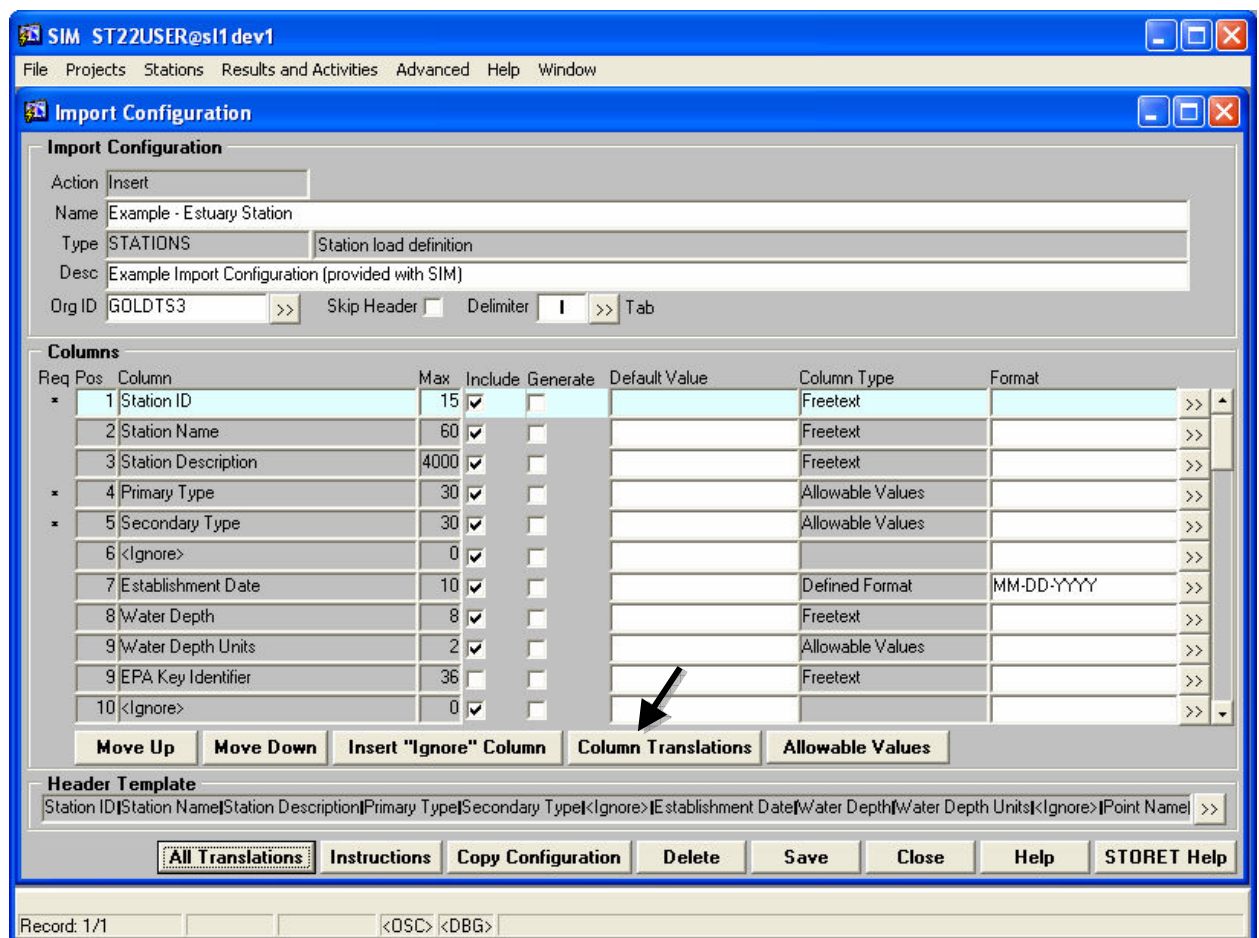 SIM ST22USER@sl1dev1
File Projects Stations Results and Activities Advanced Help Window
Import Configuration
Import Configuration
Action Insert
Name Example - Estuary Station
Type STATIONS Station load definition
Desc Example Import Configuration (provided with SIM)
Org ID GOLDTS3 >> Skip Header Delimiter >> Tab
Columns
Req Pos Column Max Include Generate Default Value Column Type Format
* 1 Station ID 15 Freetext >>
2 Station Name 60 Freetext >>
3 Station Description 4000 Freetext >>
* 4 Primary Type 30 Allowable Values >>
* 5 Secondary Type 30 Allowable Values >>
6 <Ignore> 0 >>
7 Establishment Date 10 Defined Format MM-DD-YYYY >>
8 Water Depth 8 Freetext >>
9 Water Depth Units 2 Allowable Values >>
9 EPA Key Identifier 36 Freetext >>
10 <Ignore> 0 >>
Move Up Move Down Insert "Ignore" Column Column Translations Allowable Values
Header Template
Station ID|Station Name|Station Description|Primary Type|Secondary Type|<Ignore>|Establishment Date|Water Depth|Water Depth Units|<Ignore>|Point Name| >>
All Translations Instructions Copy Configuration Delete Save Close Help STORET Help
Record: 1/1 <OSC> <DBG>